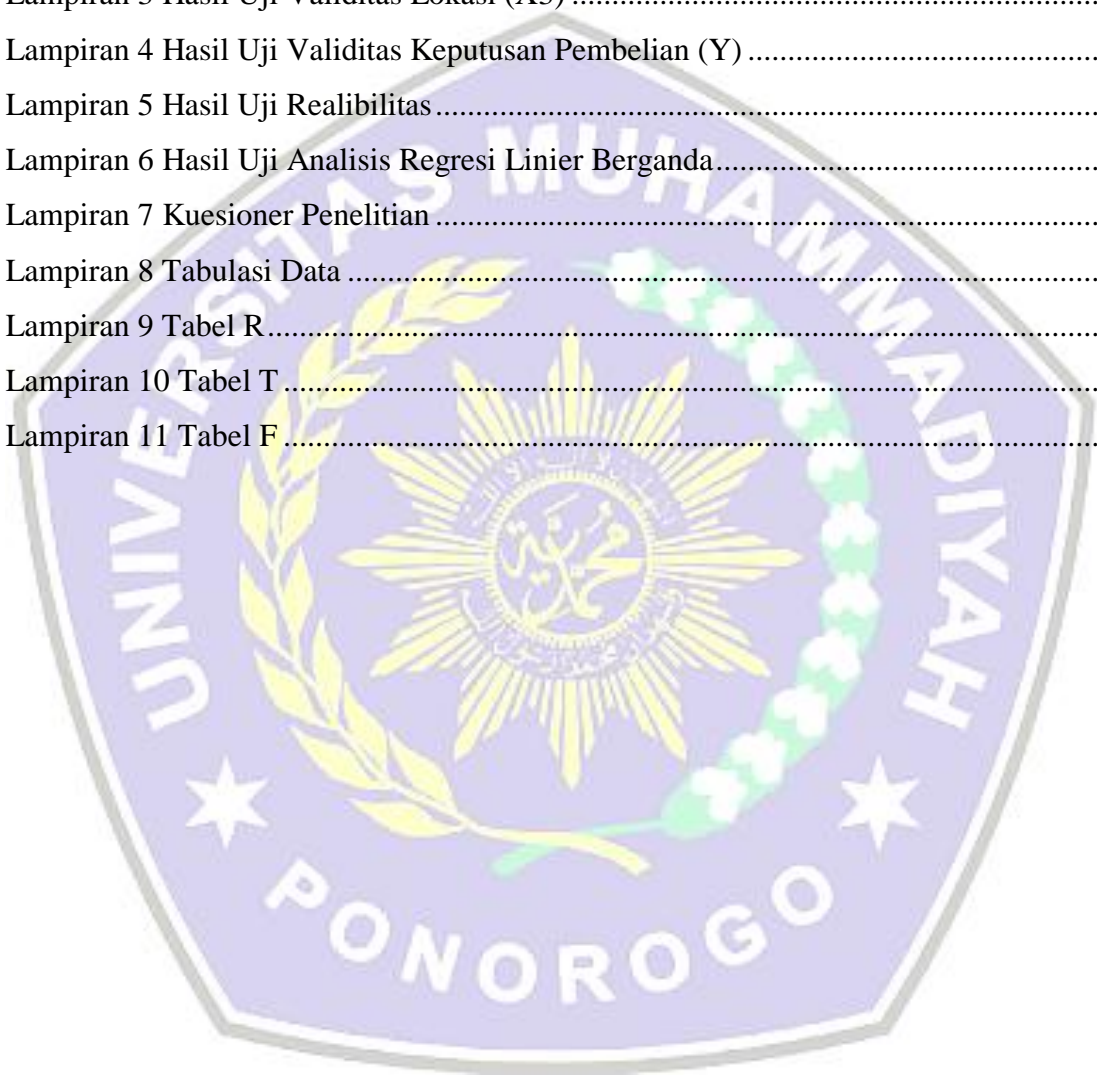 Lampiran 3 Hasil Uji Validitas Lokasi (X3) ........................................................................
Lampiran 4 Hasil Uji Validitas Keputusan Pembelian (Y) ................................................
Lampiran 5 Hasil Uji Realibilitas ........................................................................................
Lampiran 6 Hasil Uji Analisis Regresi Linier Berganda ....................................................
Lampiran 7 Kuesioner Penelitian ........................................................................................
Lampiran 8 Tabulasi Data ....................................................................................................
Lampiran 9 Tabel R ..............................................................................................................
Lampiran 10 Tabel T ............................................................................................................
Lampiran 11 Tabel F ............................................................................................................
UNIVERSITAS MUHAMMADIYAH
PONOROGO